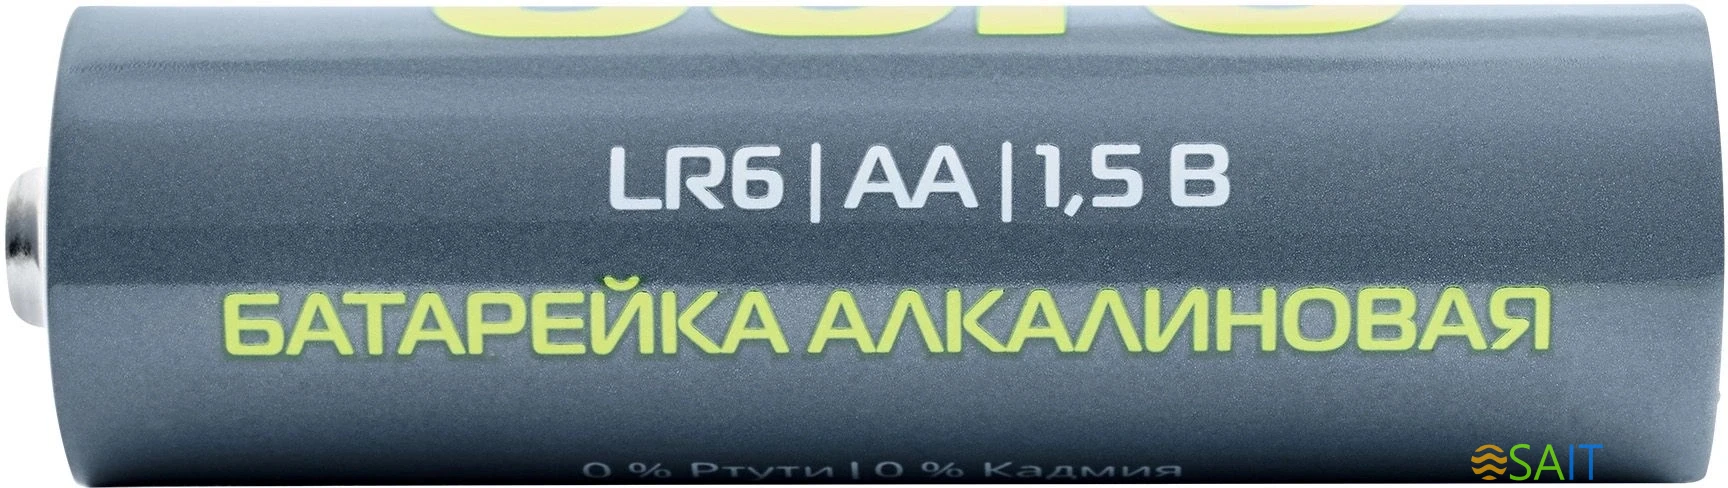 LR6 | AA | 1,5 В
БАТАРЕЙКА АЛКАЛИНОВАЯ
0 % Ртути | 0 % Кадмия
SAIT